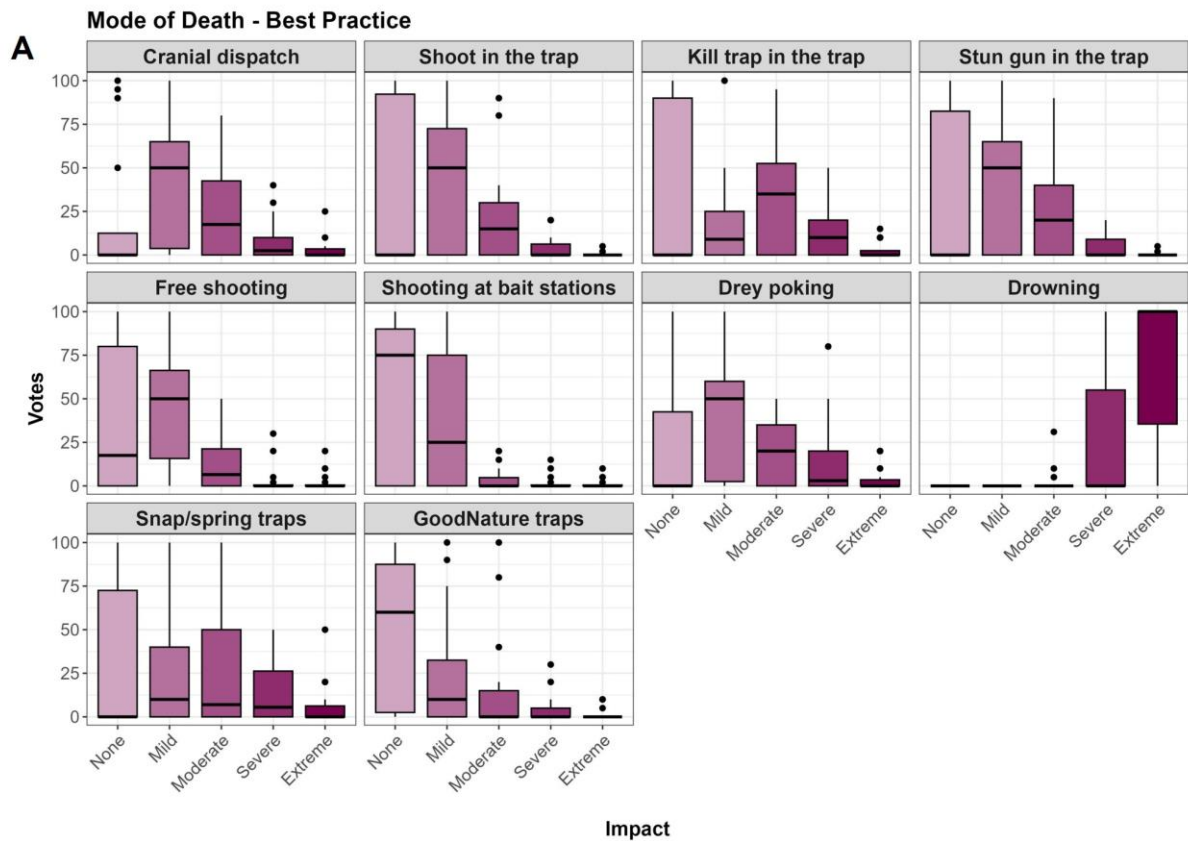 Mode of Death - Best Practice
A
Cranial dispatch
Shoot in the trap
Kill trap in the trap
Stun gun in the trap
100
75
50
25
0
Free shooting
Shooting at bait stations
Drey poking
Drowning
100
75
50
25
0
Votes
None
Mild
Moderate
Severe
Extreme
None
Mild
Moderate
Severe
Extreme
Snap/spring traps
GoodNature traps
100
75
50
25
0
None
Mild
Moderate
Severe
Extreme
None
Mild
Moderate
Severe
Extreme
Impact